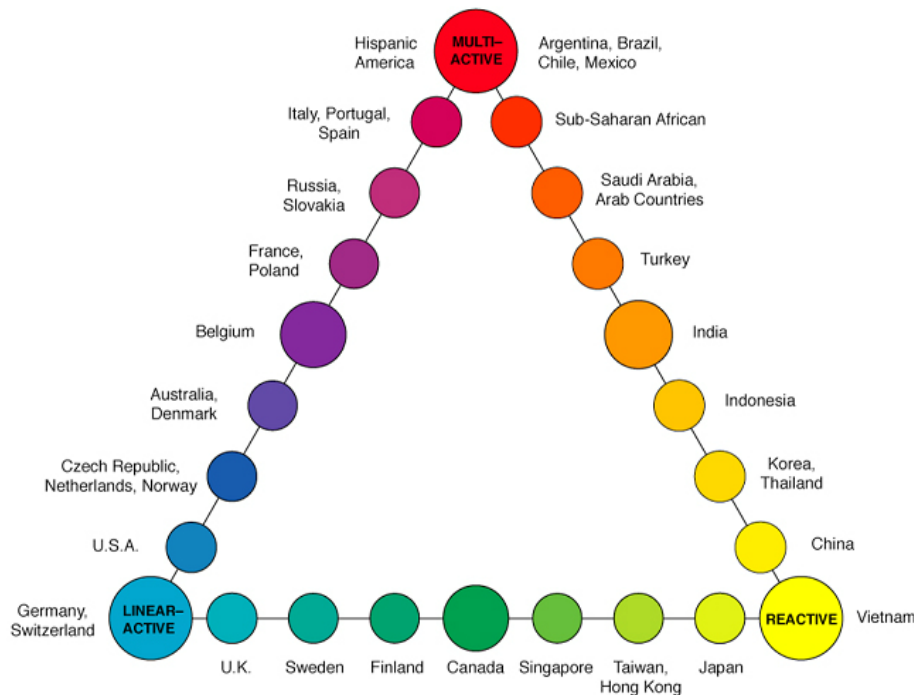 Hispanic
America
MULTI–
ACTIVE
Argentina, Brazil,
Chile, Mexico
Italy, Portugal,
Spain
Sub-Saharan African
Russia,
Slovakia
Saudi Arabia,
Arab Countries
France,
Poland
Turkey
Belgium
India
Australia,
Denmark
Indonesia
Czech Republic,
Netherlands, Norway
Korea,
Thailand
U.S.A.
China
Germany,
Switzerland
LINEAR–
ACTIVE
REACTIVE
Vietnam
U.K.
Sweden
Finland
Canada
Singapore
Taiwan,
Hong Kong
Japan